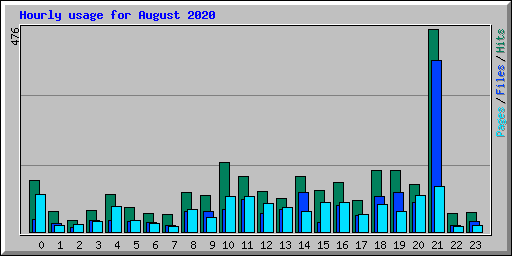 Hourly usage for August 2020
476
Pages/Files/Hits
0 1 2 3 4 5 6 7 8 9 10 11 12 13 14 15 16 17 18 19 20 21 22 23